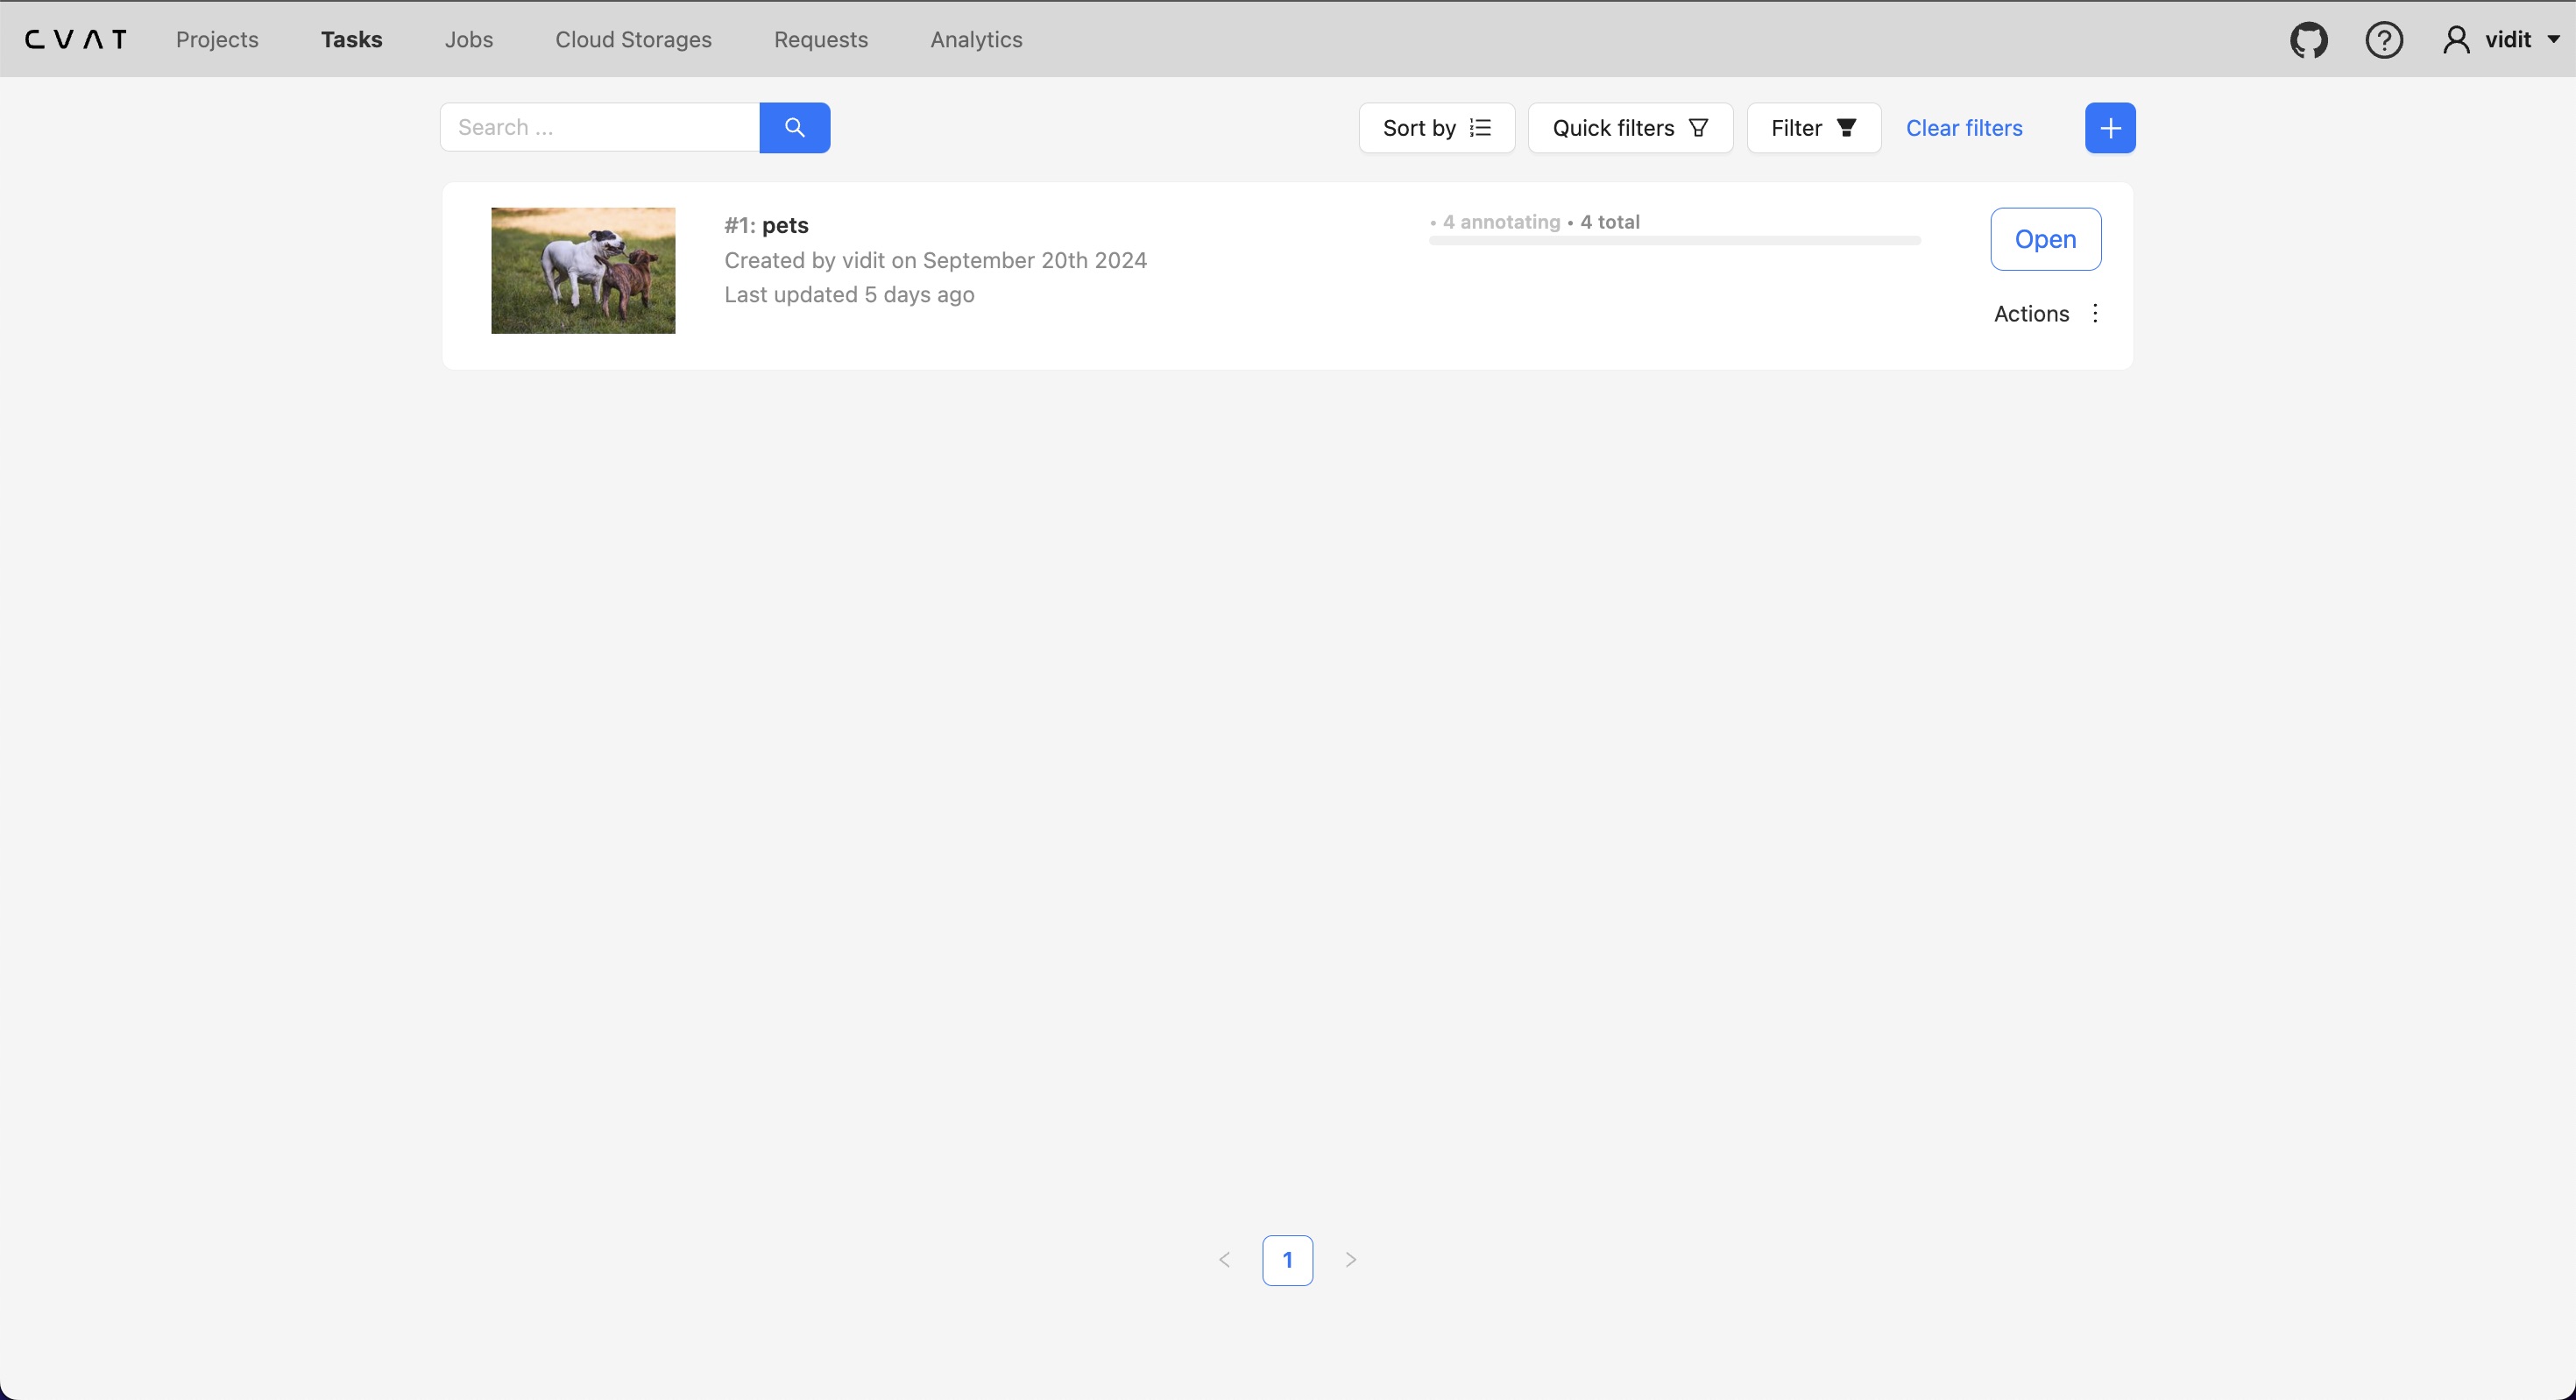 CVAT Projects Tasks Jobs Cloud Storages Requests Analytics vidit
Search ... Sort by Quick filters Filter Clear filters
#1: pets
Created by vidit on September 20th 2024
Last updated 5 days ago
• 4 annotating • 4 total
Open
Actions
1